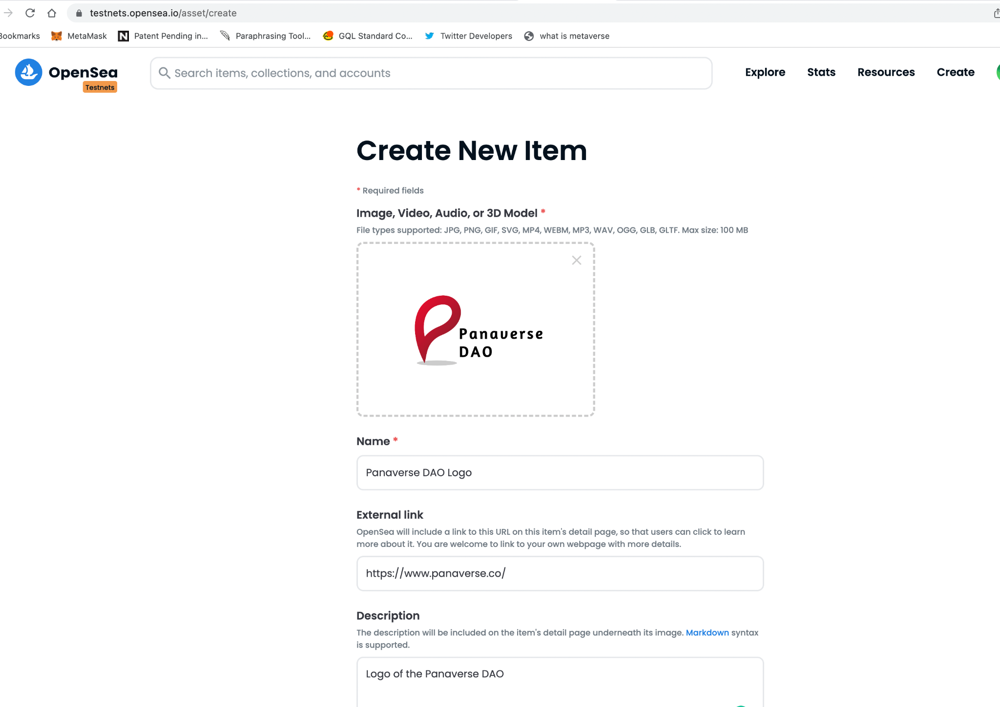 testnets.opensea.io/asset/create
Bookmarks MetaMask Patent Pending in... Paraphrasing Tool... GQL Standard Co... Twitter Developers what is metaverse
OpenSea
Testnets
Search items, collections, and accounts
Explore Stats Resources Create
Create New Item
* Required fields
Image, Video, Audio, or 3D Model *
File types supported: JPG, PNG, GIF, SVG, MP4, WEBM, MP3, WAV, OGG, GLB, GLTF. Max size: 100 MB
Panaverse
DAO
Name *
Panaverse DAO Logo
External link
OpenSea will include a link to this URL on this item's detail page, so that users can click to learn
more about it. You are welcome to link to your own webpage with more details.
https://www.panaverse.co/
Description
The description will be included on the item's detail page underneath its image. Markdown syntax
is supported.
Logo of the Panaverse DAO